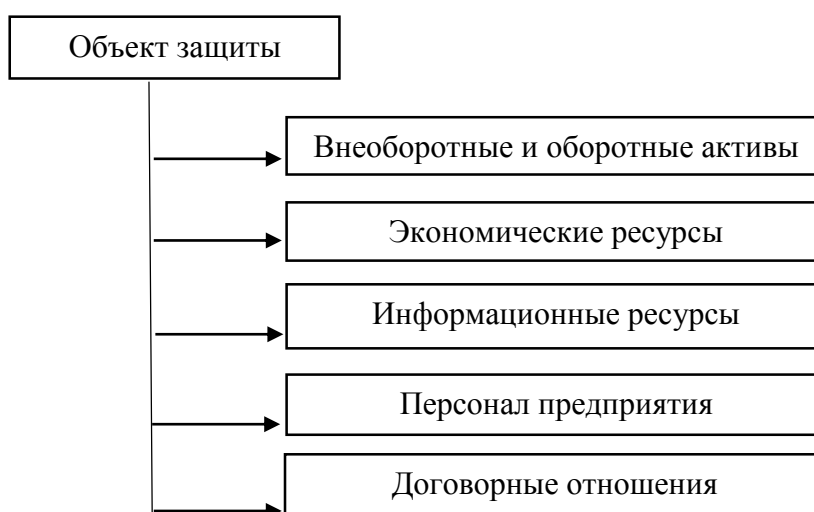 Объект защиты
Внеоборотные и оборотные активы
Экономические ресурсы
Информационные ресурсы
Персонал предприятия
Договорные отношения